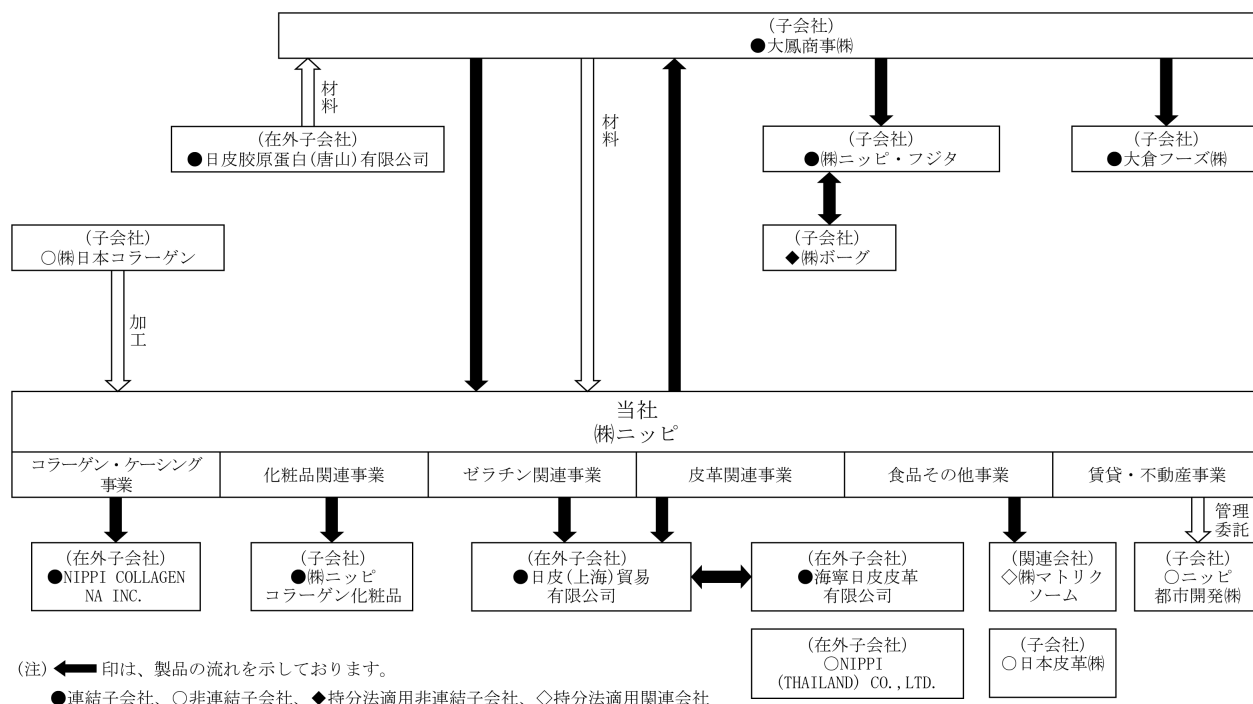 (子会社)
●大鳳商事㈱
材料
材料
(在外子会社)
●日皮胶原蛋白(唐山)有限公司
(子会社)
●㈱ニッピ・フジタ
(子会社)
●大倉フーズ㈱
(子会社)
○㈱日本コラーゲン
(子会社)
◆㈱ボーグ
加工
当社
㈱ニッピ
コラーゲン・ケーシング
事業
化粧品関連事業
ゼラチン関連事業
皮革関連事業
食品その他事業
賃貸・不動産事業
管理
委託
(在外子会社)
●NIPPI COLLAGEN
NA INC.
(子会社)
●㈱ニッピ
コラーゲン化粧品
(在外子会社)
●日皮(上海)貿易
有限公司
(在外子会社)
●海寧日皮皮革
有限公司
(関連会社)
◇㈱マトリク
ソーム
(子会社)
○ニッピ
都市開発㈱
(在外子会社)
○NIPPI
(THAILAND) CO.,LTD.
(子会社)
○日本皮革㈱
(注) 印は、製品の流れを示しております。
●連結子会社、○非連結子会社、◆持分法適用非連結子会社、◇持分法適用関連会社